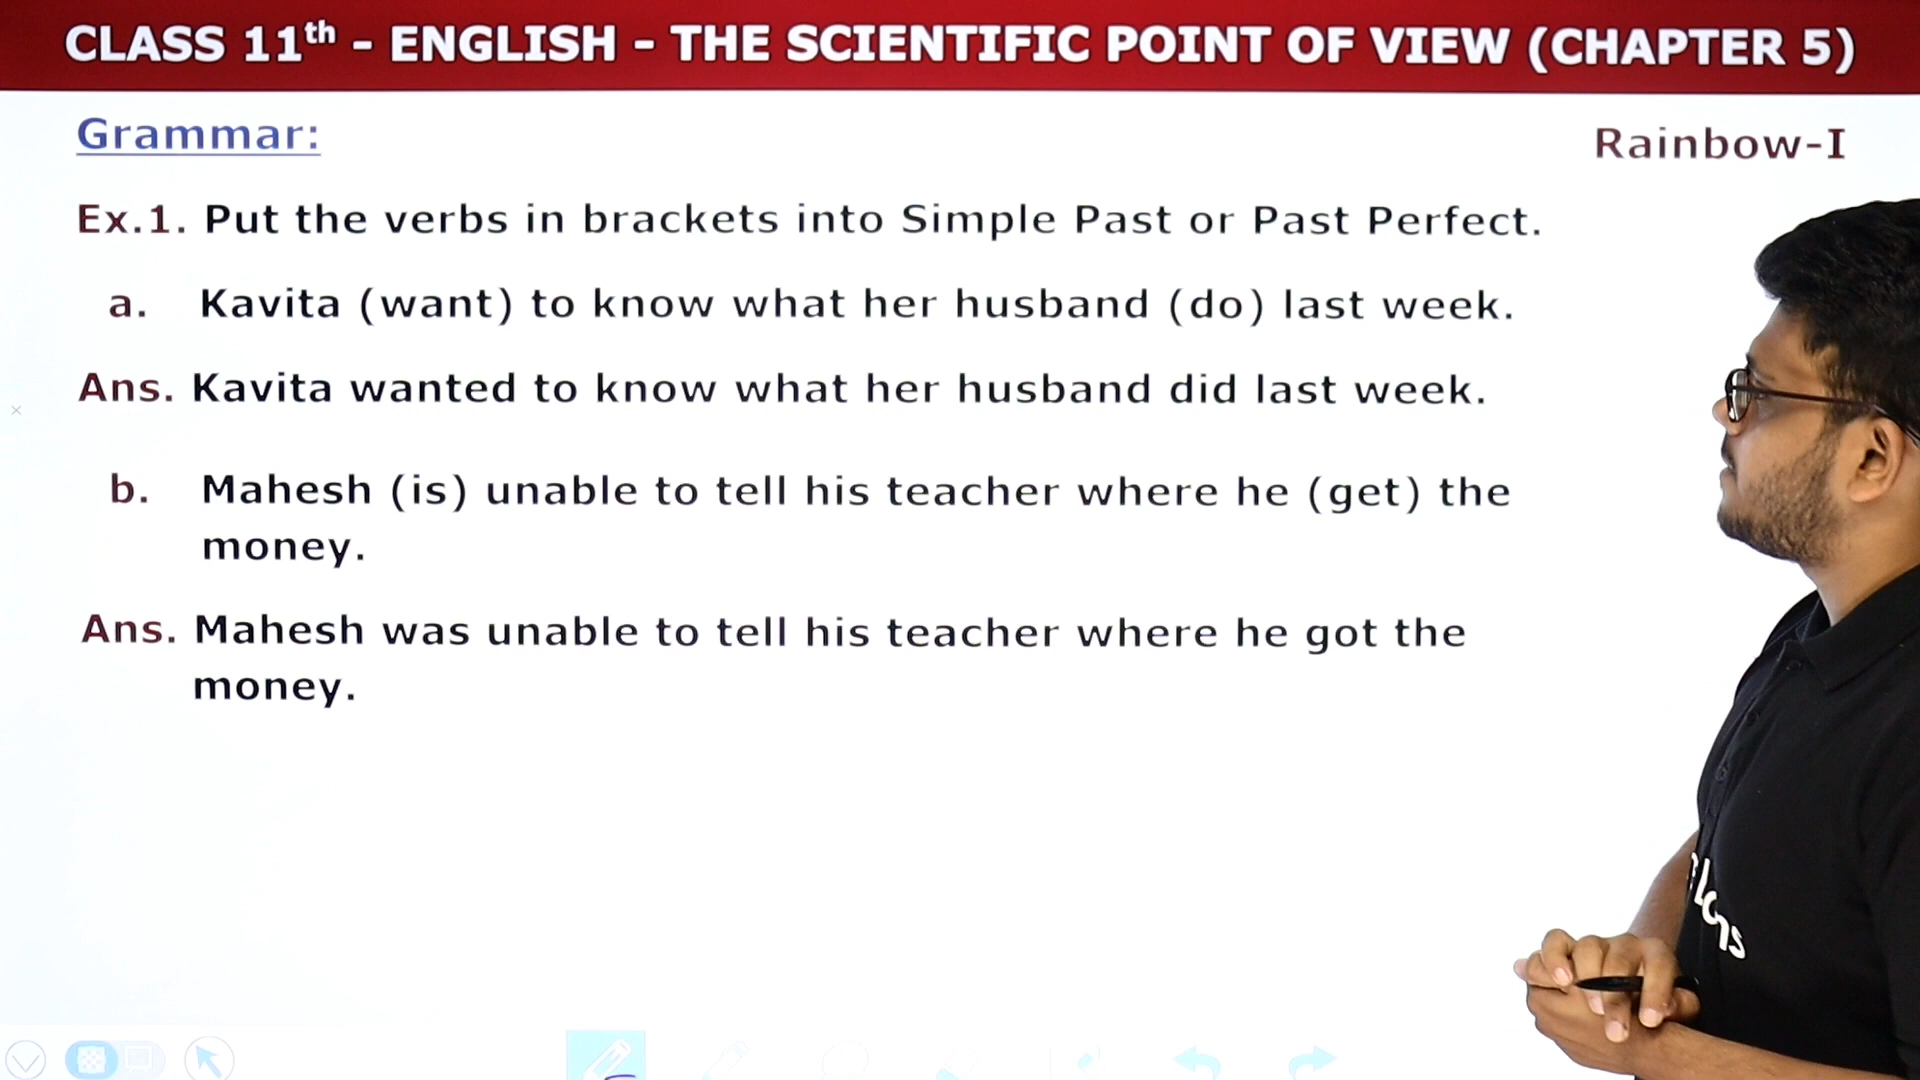 CLASS 11th - ENGLISH - THE SCIENTIFIC POINT OF VIEW (CHAPTER 5)
Grammar:
Rainbow-I
Ex.1. Put the verbs in brackets into Simple Past or Past Perfect.
a. Kavita (want) to know what her husband (do) last week.
Ans. Kavita wanted to know what her husband did last week.
b. Mahesh (is) unable to tell his teacher where he (get) the
money.
Ans. Mahesh was unable to tell his teacher where he got the
money.